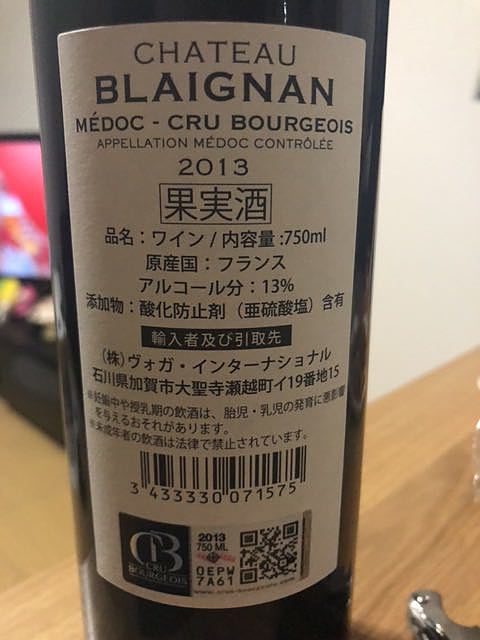 CHATEAU
BLAIGNAN
MÉDOC - CRU BOURGEOIS
APPELLATION MÉDOC CONTRÔLÉE
2013
果実酒
品名：ワイン / 内容量:750ml
原産国：フランス
アルコール分：13%
添加物：酸化防止剤（亜硫酸塩）含有
輸入者及び引取先
（株）ヴォガ・インターナショナル
石川県加賀市大聖寺瀬越町イ19番地15
※妊娠中や授乳期の飲酒は、胎児・乳児の発育に悪影響
を与えるおそれがあります。
※未成年者の飲酒は法律で禁止されています。
3 433330 071575
CB
CRU
BOURGEOIS
2013
750 ML
0EPW
7A61
www.crus-bourgeois.com